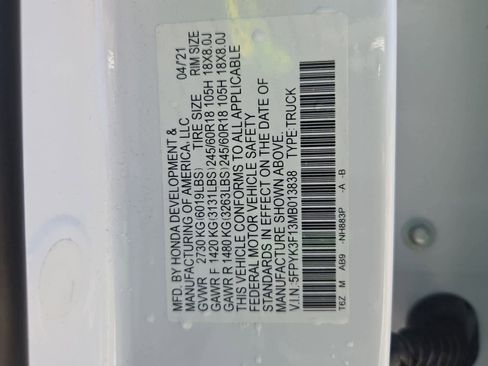 MFD. BY HONDA DEVELOPMENT &
MANUFACTURING OF AMERICA, LLC 04/21
GVWR 2730 KG(6019LBS) TIRE SIZE RIM SIZE
GAWR F 1420 KG(3131LBS)245/60R18 105H 18X8.0J
GAWR R 1480 KG(3263LBS)245/60R18 105H 18X8.0J
THIS VEHICLE CONFORMS TO ALL APPLICABLE
FEDERAL MOTOR VEHICLE SAFETY
STANDARDS IN EFFECT ON THE DATE OF
MANUFACTURE SHOWN ABOVE.
V.I.N.:5FPYK3F13MB013838 TYPE:TRUCK
T6Z M AB9 -NH883P -A -B